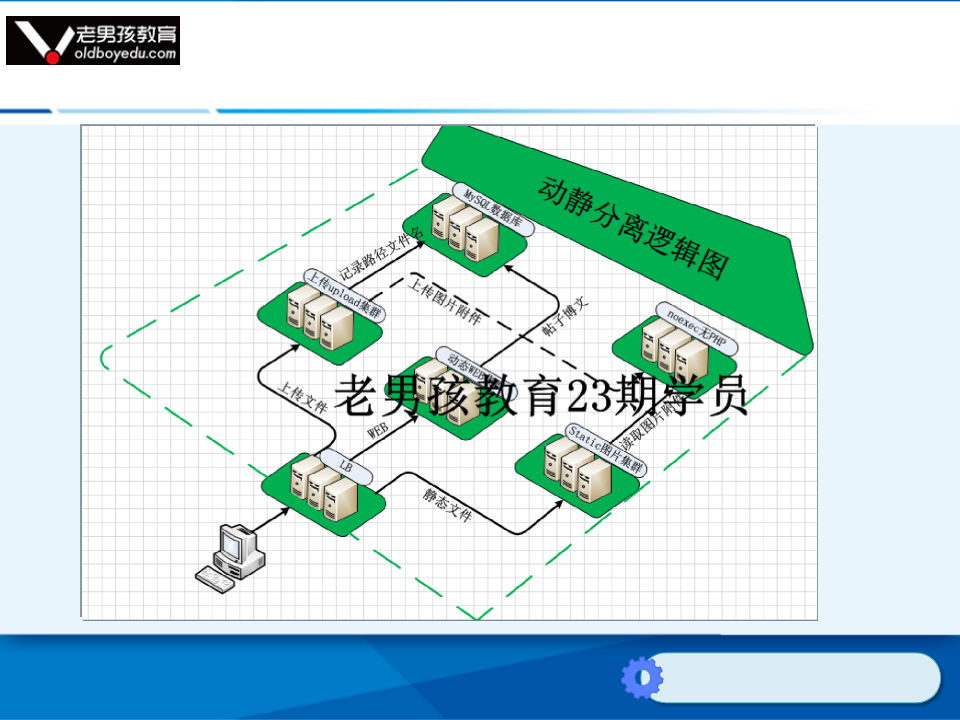 老男孩教育
oldboyedu.com
动静分离逻辑图
MySQL数据库
记录路径文件名
上传upload集群
上传图片附件
帖子博文
noexec无PHP
动态WEB
老男孩教育23期学员
上传文件
WEB
读取图片附
Static图片集群
LB
静态文件